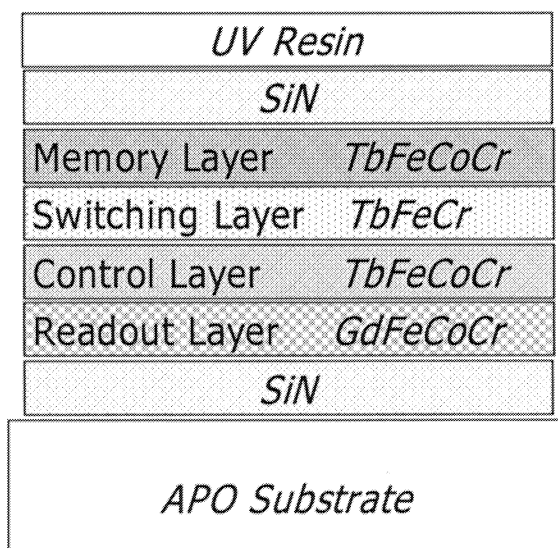 UV Resin
SiN
Memory Layer TbFeCoCr
Switching Layer TbFeCr
Control Layer TbFeCoCr
Readout Layer GdFeCoCr
SiN
APO Substrate